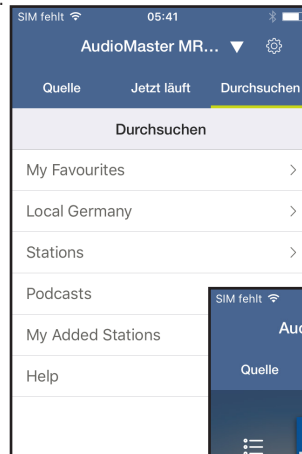 SIM fehlt 05:41
AudioMaster MR...
Quelle Jetzt läuft Durchsuchen
Durchsuchen
My Favourites
Local Germany
Stations
Podcasts
My Added Stations
Help
SIM fehlt
Auc
Quelle